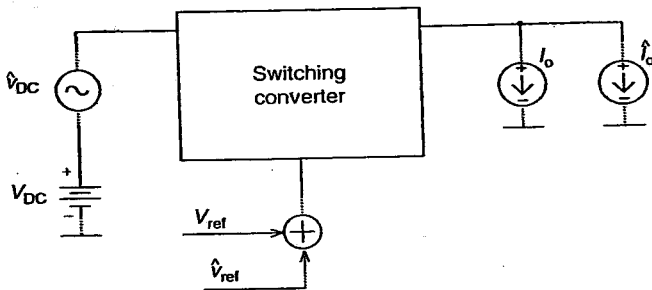 Switching
converter
v̂DC
VDC
+
−
Vref
v̂ref
+
Io
+
−
Îo
+
−